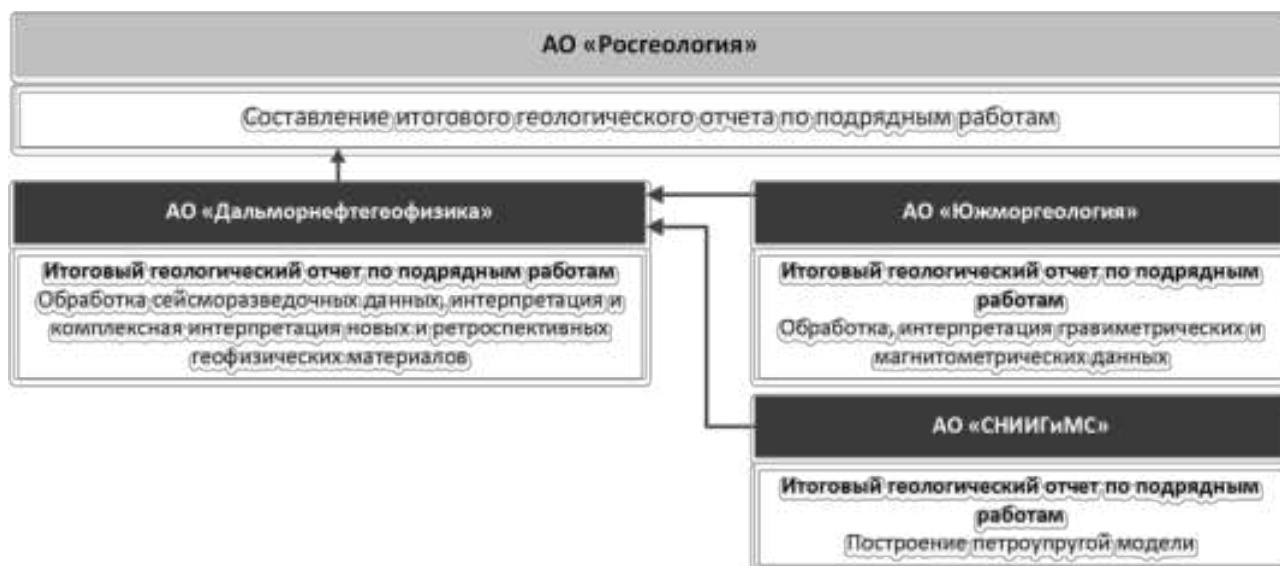 АО «Росгеология»
Составление итогового геологического отчета по подрядным работам
АО «Дальморнефтегеофизика»
Итоговый геологический отчет по подрядным работам
Обработка сейсморазведочных данных, интерпретация и
комплексная интерпретация новых и ретроспективных
геофизических материалов
АО «Южморгеология»
Итоговый геологический отчет по подрядным
работам
Обработка, интерпретация гравиметрических и
магнитометрических данных
АО «СНИИГиМС»
Итоговый геологический отчет по подрядным
работам
Построение петроупругой модели